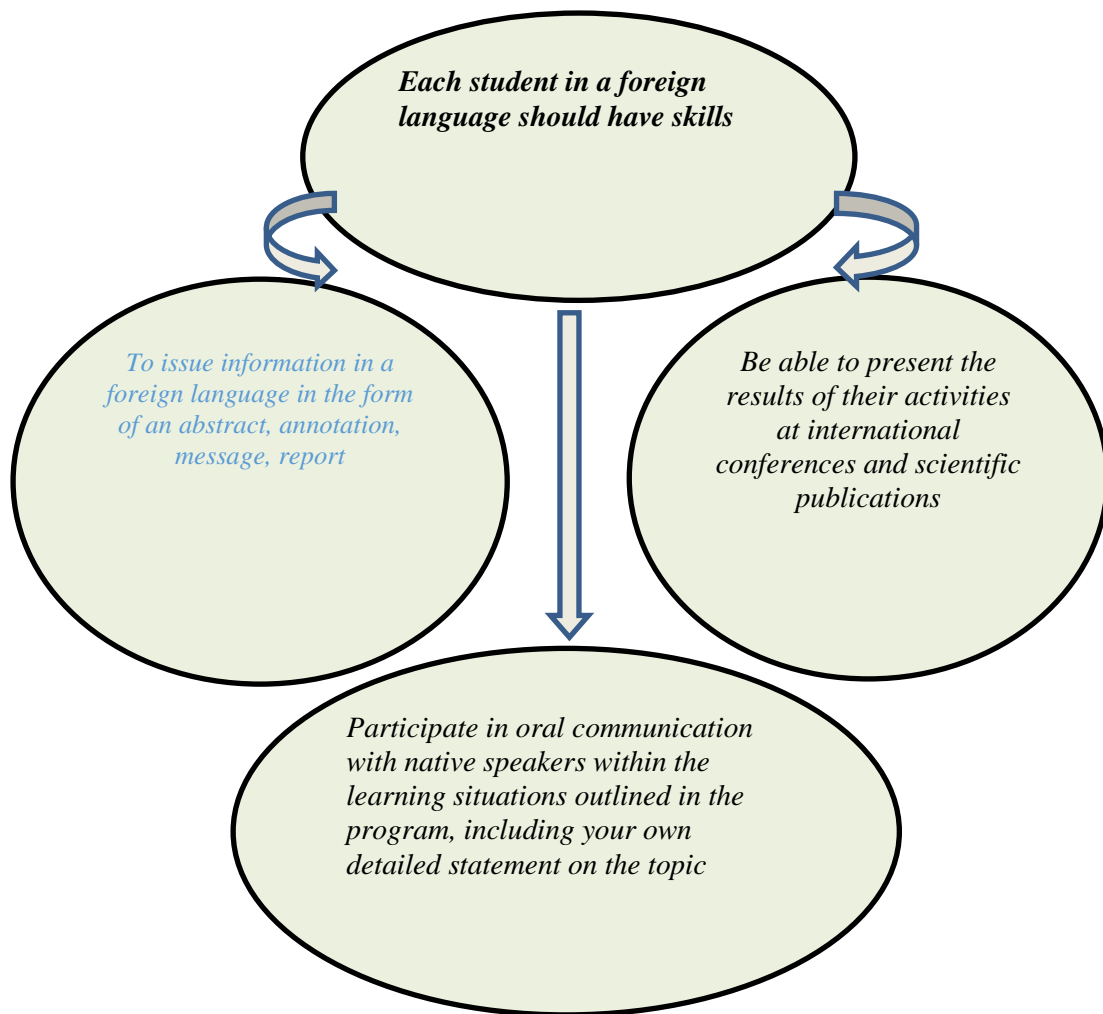 Each student in a foreign
language should have skills
To issue information in a
foreign language in the form
of an abstract, annotation,
message, report
Be able to present the
results of their activities
at international
conferences and scientific
publications
Participate in oral communication
with native speakers within the
learning situations outlined in the
program, including your own
detailed statement on the topic